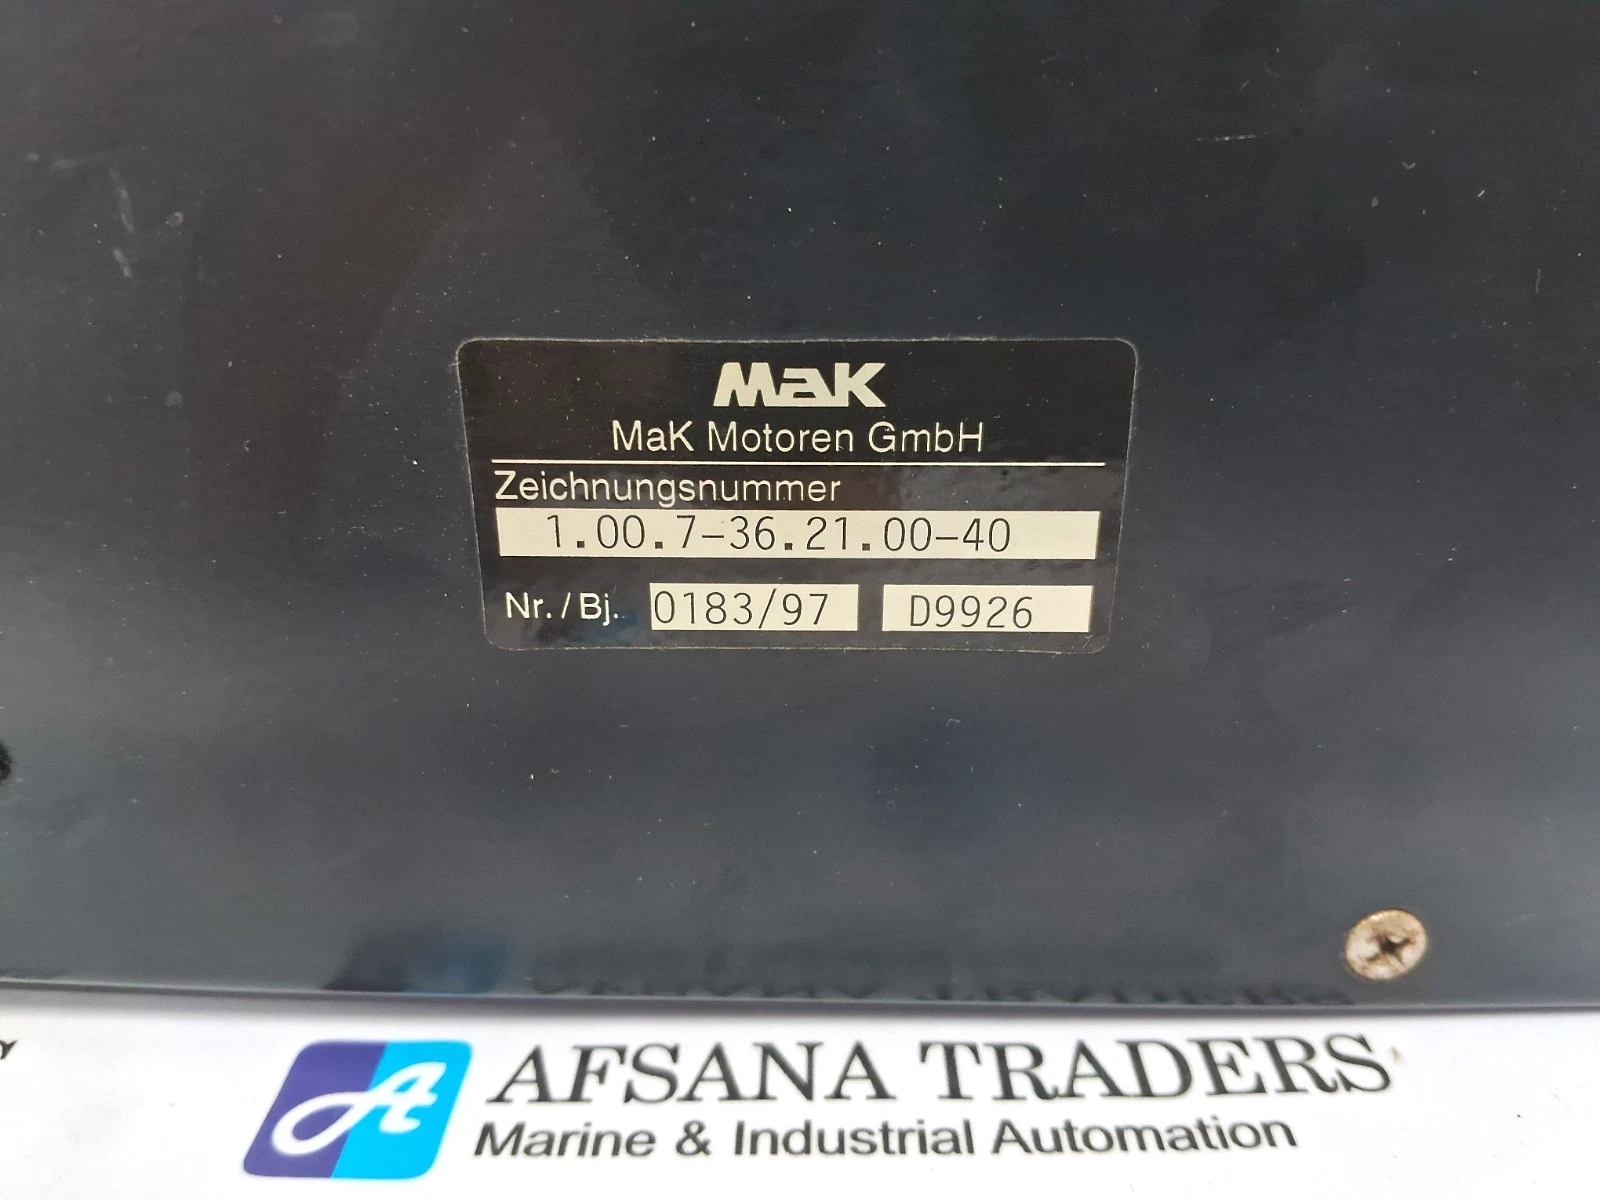 MaK
MaK Motoren GmbH
Zeichnungsnummer
1.00.7-36.21.00-40
Nr./Bj. 0183/97 D9926
AFSANA TRADERS
Marine & Industrial Automation